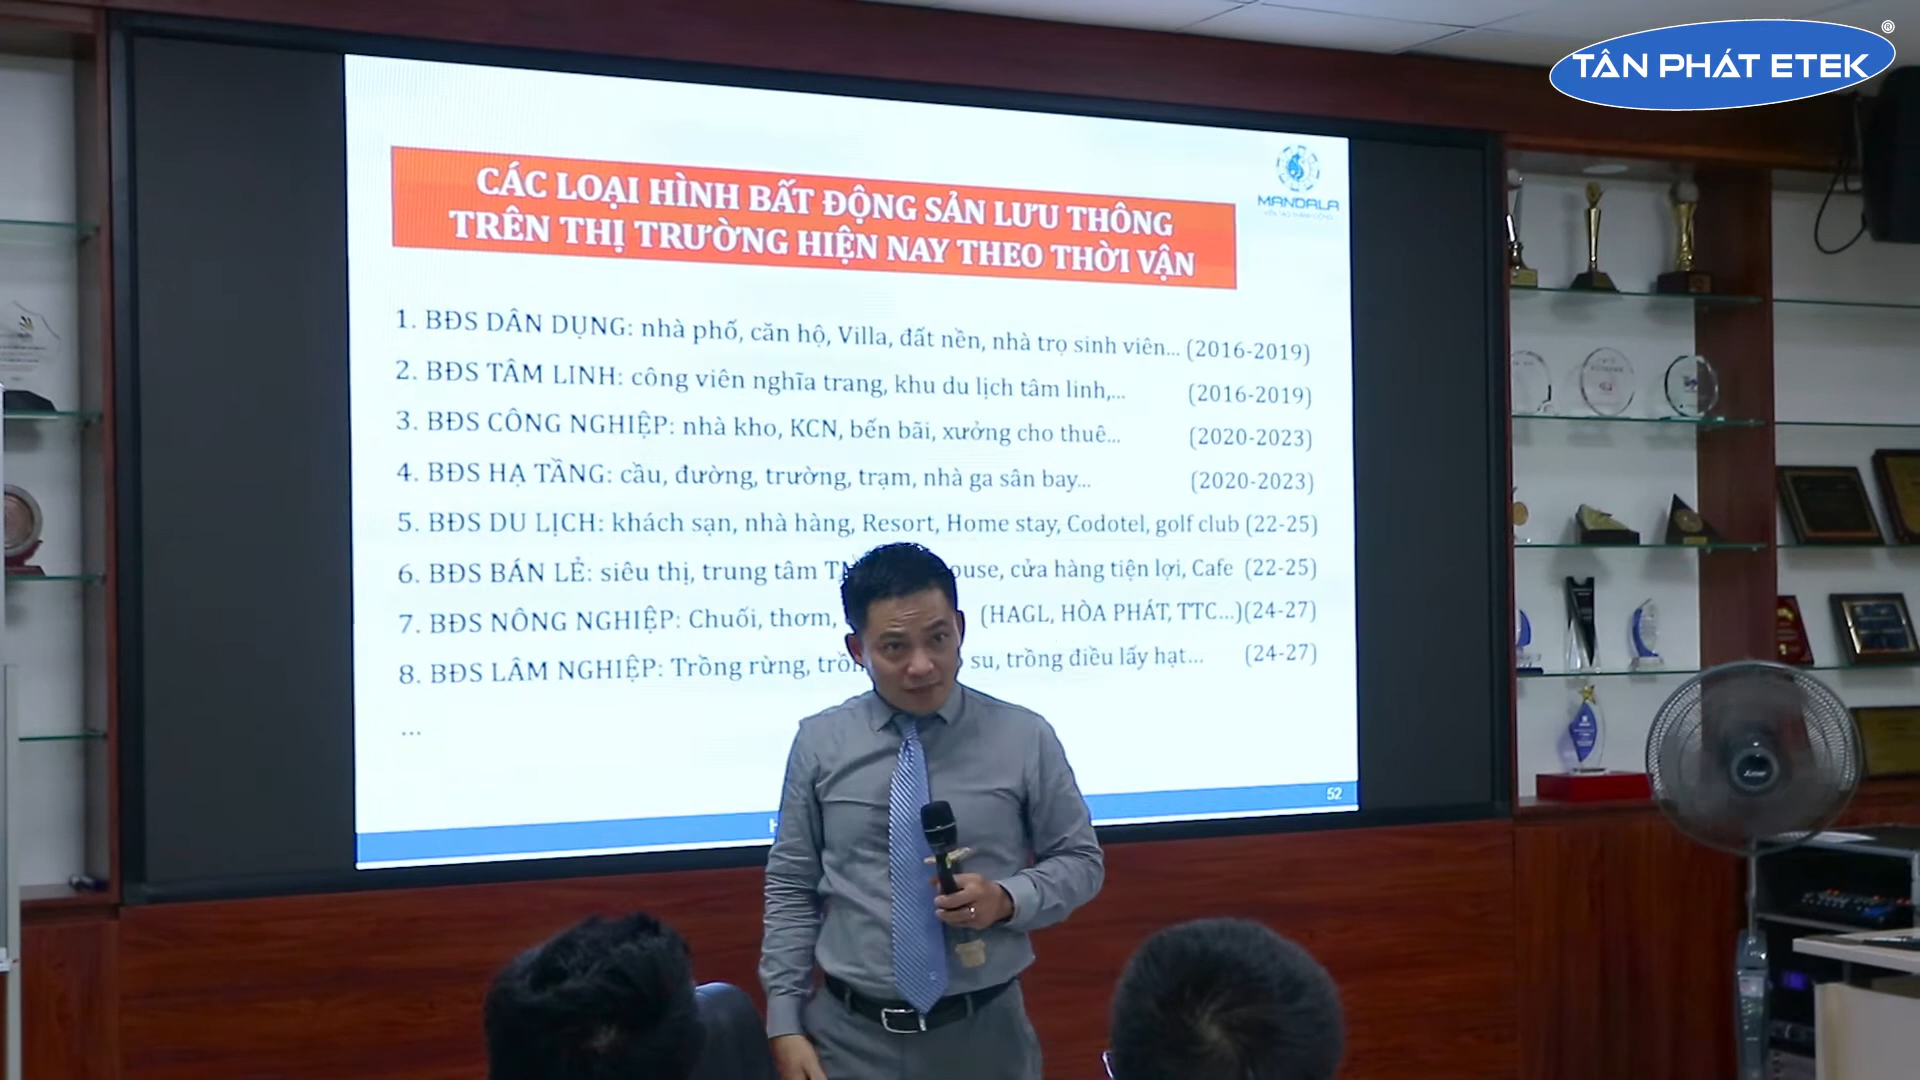 TÂN PHÁT ETEK ®
MANDALA
CÁC LOẠI HÌNH BẤT ĐỘNG SẢN LƯU THÔNG
TRÊN THỊ TRƯỜNG HIỆN NAY THEO THỜI VẬN
1. BĐS DÂN DỤNG: nhà phố, căn hộ, Villa, đất nền, nhà trọ sinh viên... (2016-2019)
2. BĐS TÂM LINH: công viên nghĩa trang, khu du lịch tâm linh,... (2016-2019)
3. BĐS CÔNG NGHIỆP: nhà kho, KCN, bến bãi, xưởng cho thuê... (2020-2023)
4. BĐS HẠ TẦNG: cầu, đường, trường, trạm, nhà ga sân bay... (2020-2023)
5. BĐS DU LỊCH: khách sạn, nhà hàng, Resort, Home stay, Codotel, golf club (22-25)
6. BĐS BÁN LẺ: siêu thị, trung tâm cửa hàng tiện lợi, Cafe (22-25)
7. BĐS NÔNG NGHIỆP: Chuối, thơm, (HAGL, HÒA PHÁT, TTC...)(24-27)
8. BĐS LÂM NGHIỆP: Trồng rừng, su, trồng điều lấy hạt... (24-27)
...
52